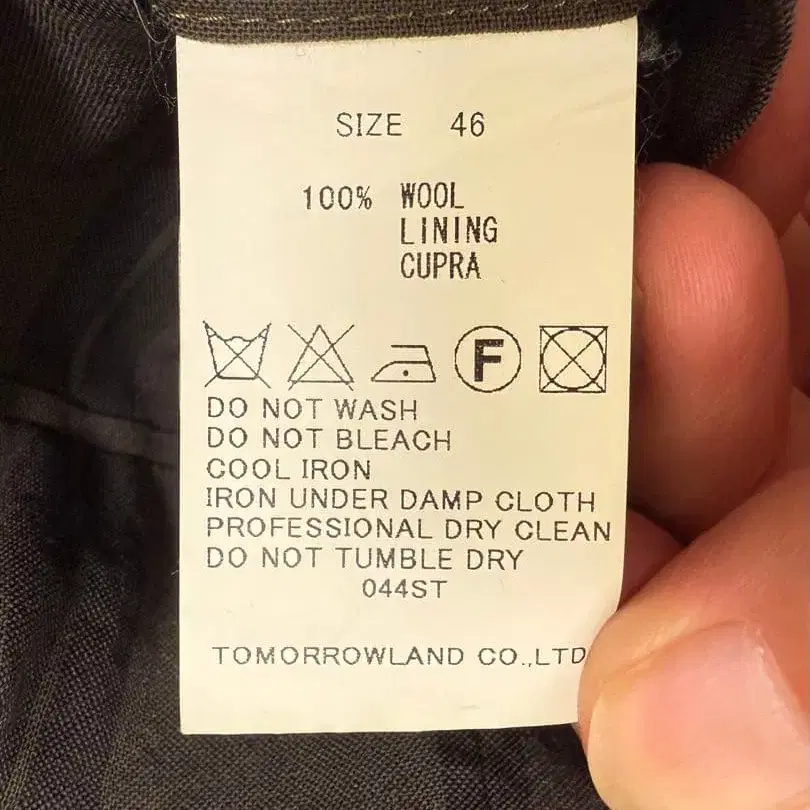 SIZE 46
100% WOOL
LINING
CUPRA
F
DO NOT WASH
DO NOT BLEACH
COOL IRON
IRON UNDER DAMP CLOTH
PROFESSIONAL DRY CLEAN
DO NOT TUMBLE DRY
044ST
TOMORROWLAND CO.,LTD